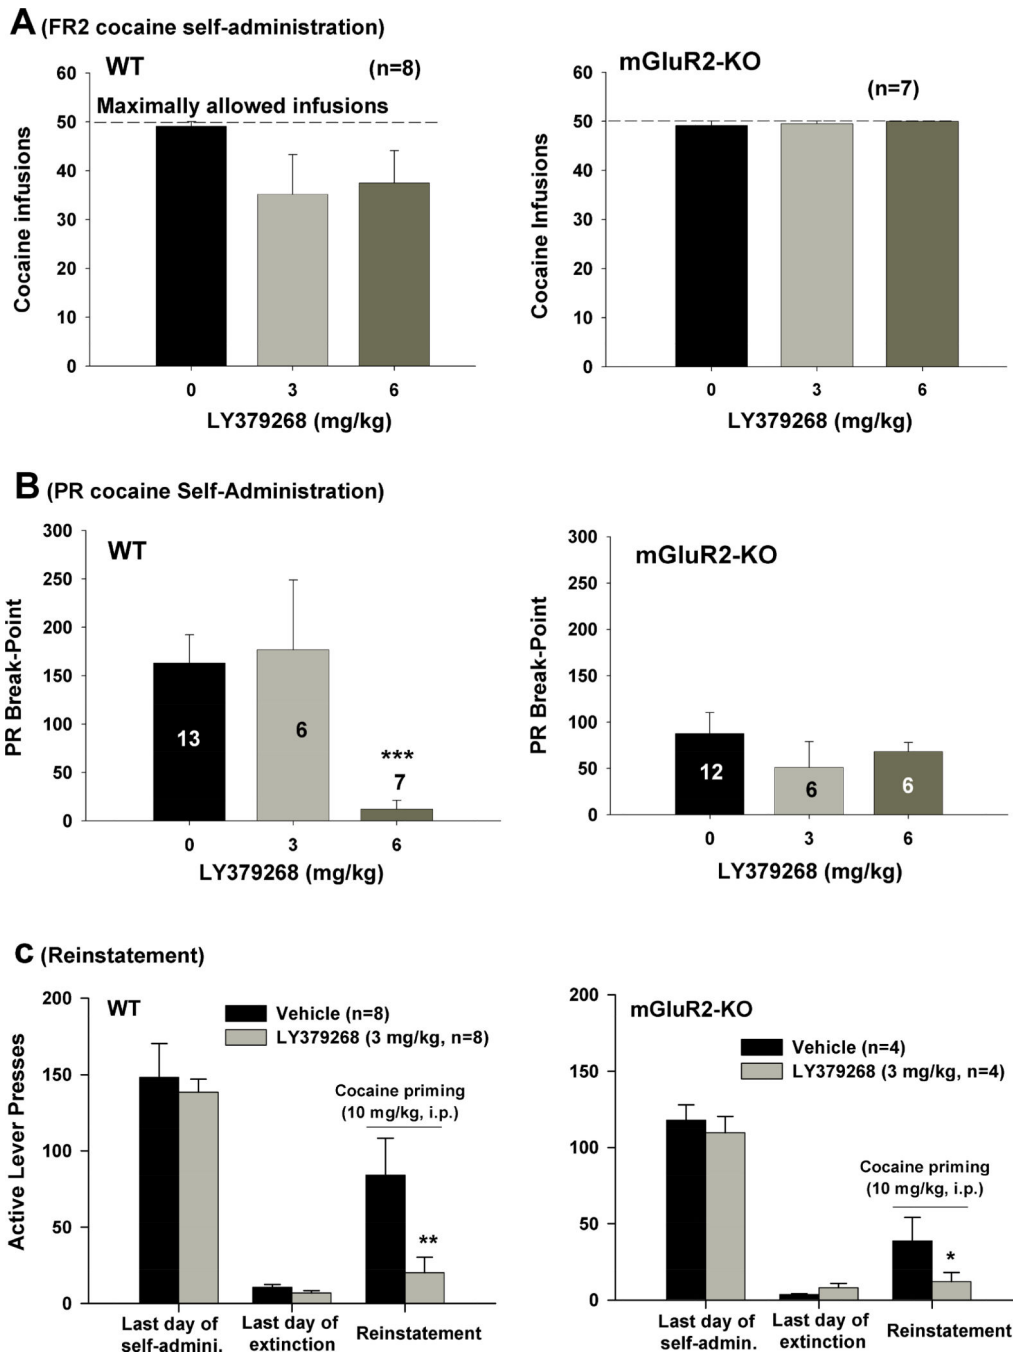 A (FR2 cocaine self-administration)
WT
(n=8)
Maximally allowed infusions
60
50
40
30
20
10
0
Cocaine infusions
0
3
6
LY379268 (mg/kg)
mGluR2-KO
(n=7)
60
50
40
30
20
10
0
Cocaine Infusions
0
3
6
LY379268 (mg/kg)
B (PR cocaine Self-Administration)
WT
300
250
200
150
100
50
0
PR Break-Point
13
6
***
7
0
3
6
LY379268 (mg/kg)
mGluR2-KO
300
250
200
150
100
50
0
PR Break-Point
12
6
6
0
3
6
LY379268 (mg/kg)
c (Reinstatement)
WT
Vehicle (n=8)
LY379268 (3 mg/kg, n=8)
Cocaine priming
(10 mg/kg, i.p.)
200
150
100
50
0
Active Lever Presses
**
Last day of
self-admini.
Last day of
extinction
Reinstatement
mGluR2-KO
Vehicle (n=4)
LY379268 (3 mg/kg, n=4)
Cocaine priming
(10 mg/kg, i.p.)
200
150
100
50
0
*
Last day of
self-admin.
Last day of
extinction
Reinstatement